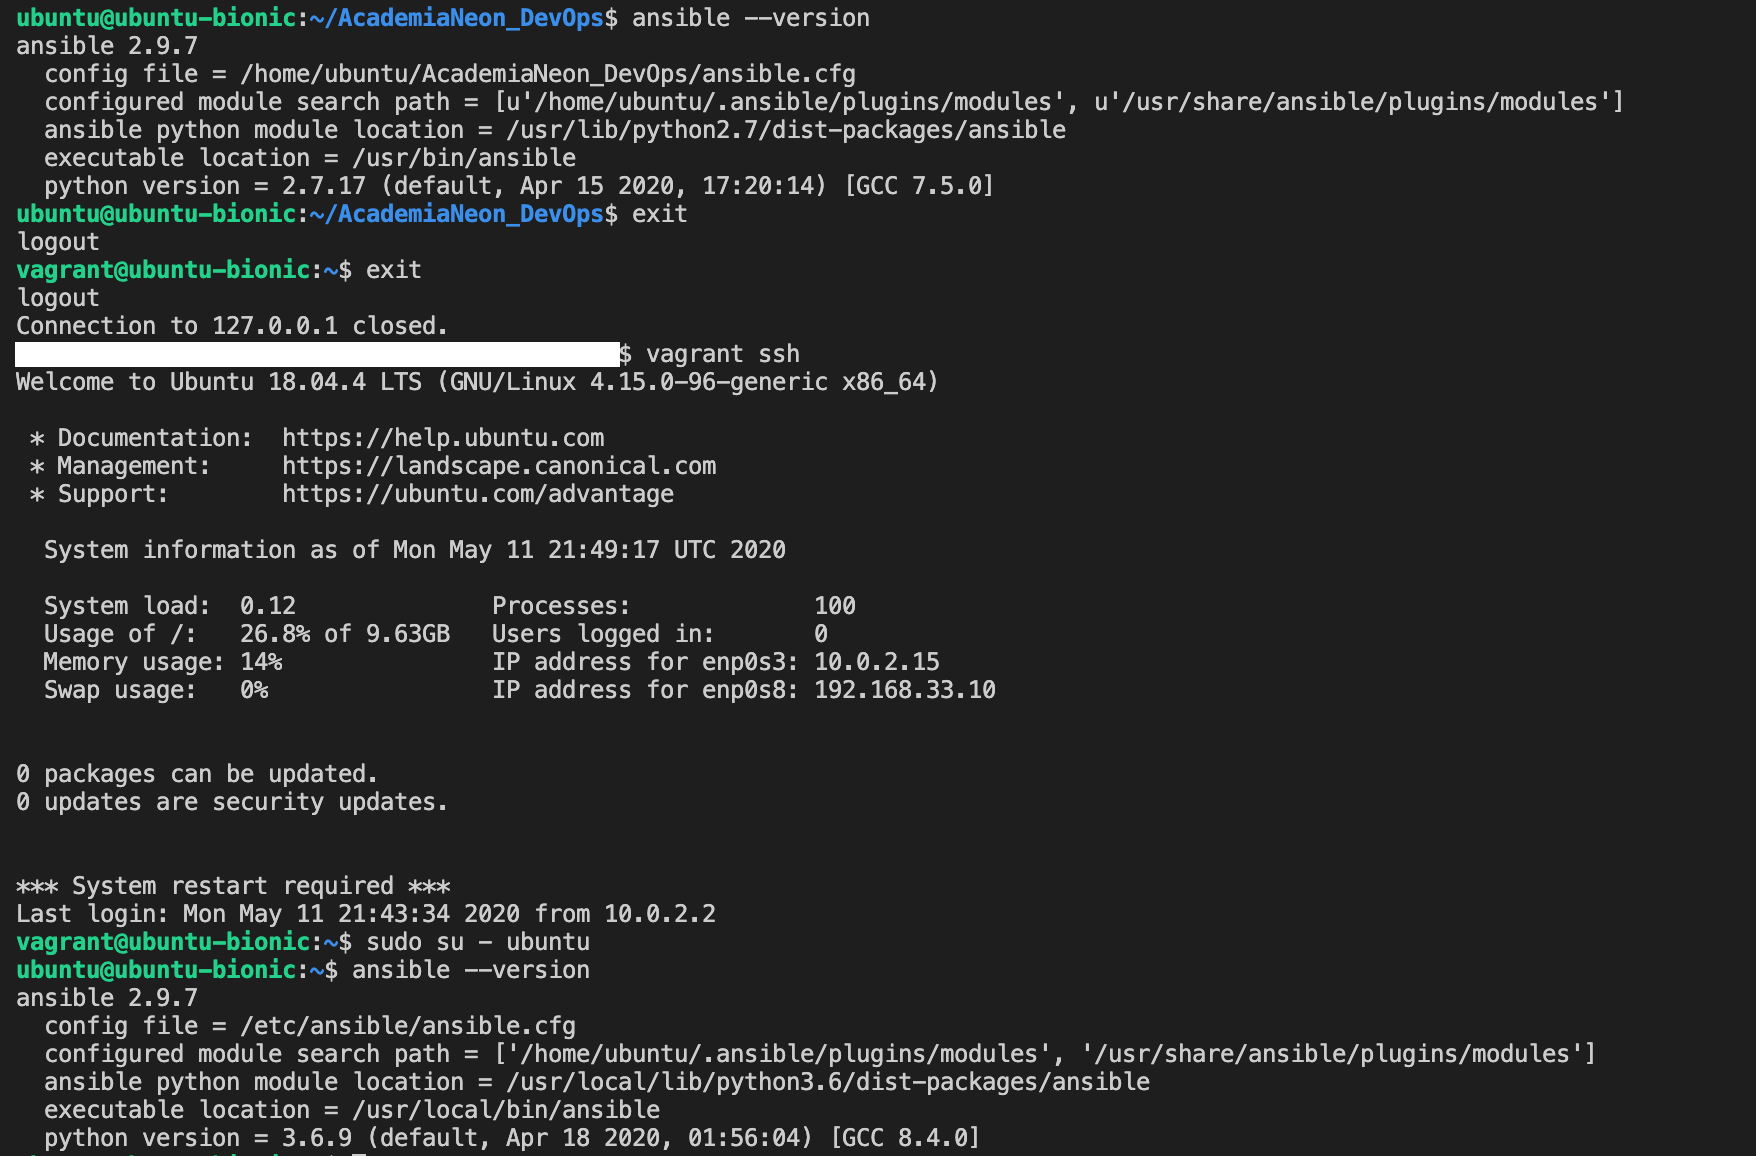 ubuntu@ubuntu-bionic:~/AcademiaNeon_DevOps$ ansible --version
ansible 2.9.7
  config file = /home/ubuntu/AcademiaNeon_DevOps/ansible.cfg
  configured module search path = [u'/home/ubuntu/.ansible/plugins/modules', u'/usr/share/ansible/plugins/modules']
  ansible python module location = /usr/lib/python2.7/dist-packages/ansible
  executable location = /usr/bin/ansible
  python version = 2.7.17 (default, Apr 15 2020, 17:20:14) [GCC 7.5.0]
ubuntu@ubuntu-bionic:~/AcademiaNeon_DevOps$ exit
logout
vagrant@ubuntu-bionic:~$ exit
logout
Connection to 127.0.0.1 closed.
$ vagrant ssh
Welcome to Ubuntu 18.04.4 LTS (GNU/Linux 4.15.0-96-generic x86_64)

 * Documentation:  https://help.ubuntu.com
 * Management:     https://landscape.canonical.com
 * Support:        https://ubuntu.com/advantage

  System information as of Mon May 11 21:49:17 UTC 2020

  System load:  0.12              Processes:             100
  Usage of /:   26.8% of 9.63GB   Users logged in:       0
  Memory usage: 14%               IP address for enp0s3: 10.0.2.15
  Swap usage:   0%                IP address for enp0s8: 192.168.33.10

0 packages can be updated.
0 updates are security updates.

*** System restart required ***
Last login: Mon May 11 21:43:34 2020 from 10.0.2.2
vagrant@ubuntu-bionic:~$ sudo su - ubuntu
ubuntu@ubuntu-bionic:~$ ansible --version
ansible 2.9.7
  config file = /etc/ansible/ansible.cfg
  configured module search path = ['/home/ubuntu/.ansible/plugins/modules', '/usr/share/ansible/plugins/modules']
  ansible python module location = /usr/local/lib/python3.6/dist-packages/ansible
  executable location = /usr/local/bin/ansible
  python version = 3.6.9 (default, Apr 18 2020, 01:56:04) [GCC 8.4.0]